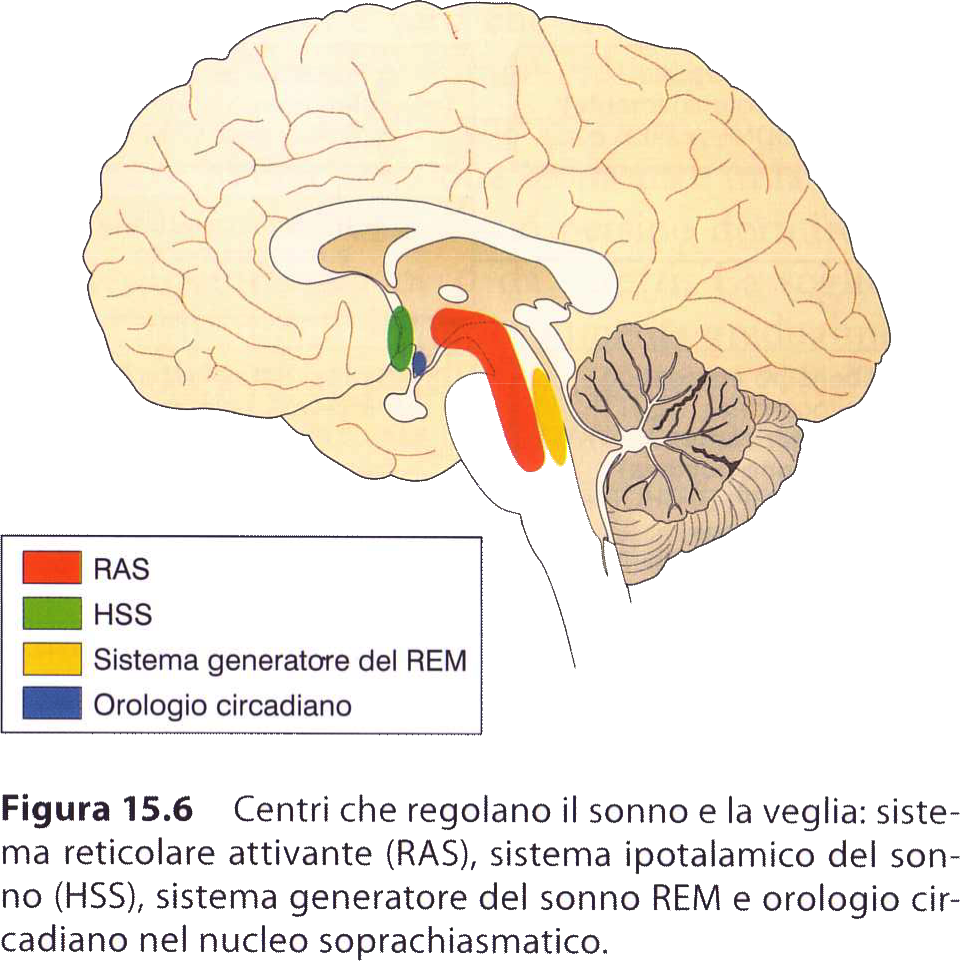 RAS
HSS
Sistema generatore del REM
Orologio circadiano
Figura 15.6 Centri che regolano il sonno e la veglia: siste-
ma reticolare attivante (RAS), sistema ipotalamico del son-
no (HSS), sistema generatore del sonno REM e orologio cir-
cadiano nel nucleo soprachiasmatico.